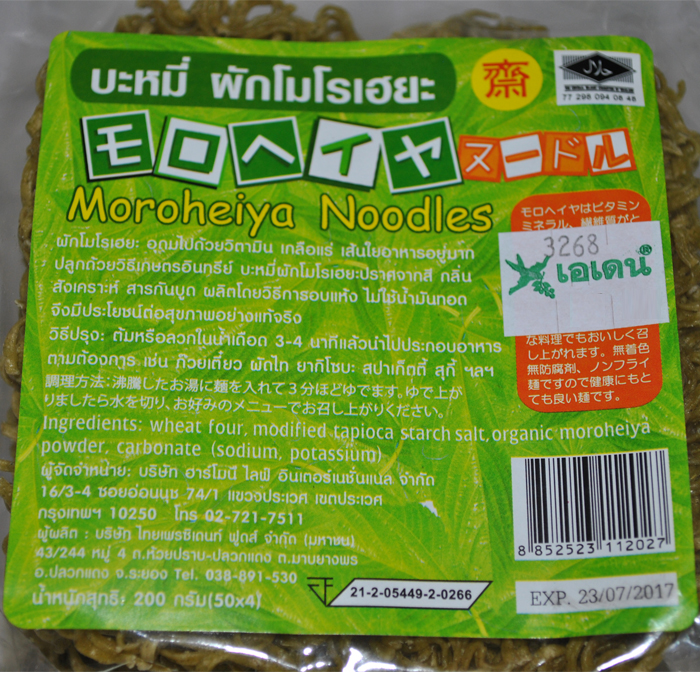 บะหมี่ ผักโมโรเฮยะ
齋
77 298 094 08 48
モロヘイヤヌードル
Moroheiya Noodles
ผักโมโรเฮยะ อุดมไปด้วยวิตามิน เกลือแร่ เส้นใยอาหารอยู่มาก
ปลูกด้วยวิธีเกษตรอินทรีย์ บะหมี่ผักโมโรเฮยะปราศจากสี กลิ่น
สังเคราะห์ สารกันบูด ผลิตโดยวิธีการอบแห้ง ไม่ใช้น้ำมันทอด
จึงมีประโยชน์ต่อสุขภาพอย่างแท้จริง
วิธีปรุง: ต้มหรือลวกในน้ำเดือด 3-4 นาทีแล้วนำไปประกอบอาหาร
ตามต้องการ เช่น ก๊วยเตี๋ยว ผัดไท ยากิโซบะ สปาเก็ตตี้ สุกี้ ฯลฯ
調理方法：沸騰したお湯に麺を入れて３分ほどゆでます。ゆで上が
りましたら水を切り、お好みのメニューでお召し上がりください。
Ingredients: wheat four, modified tapioca starch salt, organic moroheiya
powder, carbonate (sodium, potassium)
ผู้จัดจำหน่าย: บริษัท ฮาร์โมนี ไลฟ์ อินเตอร์เนชั่นแนล จำกัด
16/3-4 ซอยอ่อนนุช 74/1 แขวงประเวศ เขตประเวศ
กรุงเทพฯ 10250 โทร 02-721-7511
ผู้ผลิต : บริษัท ไทยเพรซิเดนท์ ฟูดส์ จำกัด (มหาชน)
43/244 หมู่ 4 ถ.ห้วยปราบ-ปลวกแดง ต.มาบยางพร
อ.ปลวกแดง จ.ระยอง Tel. 038-891-530
น้ำหนักสุทธิ: 200 กรัม(50x4)
21-2-05449-2-0266
モロヘイヤはビタミン
ミネラル、繊維質がと
3268
เอเดน®
な料理でもおいしく召
し上がれます。無着色
無防腐剤、ノンフライ
麺ですので健康にもと
ても良い麺です。
8 852523 112027
EXP. 23/07/2017